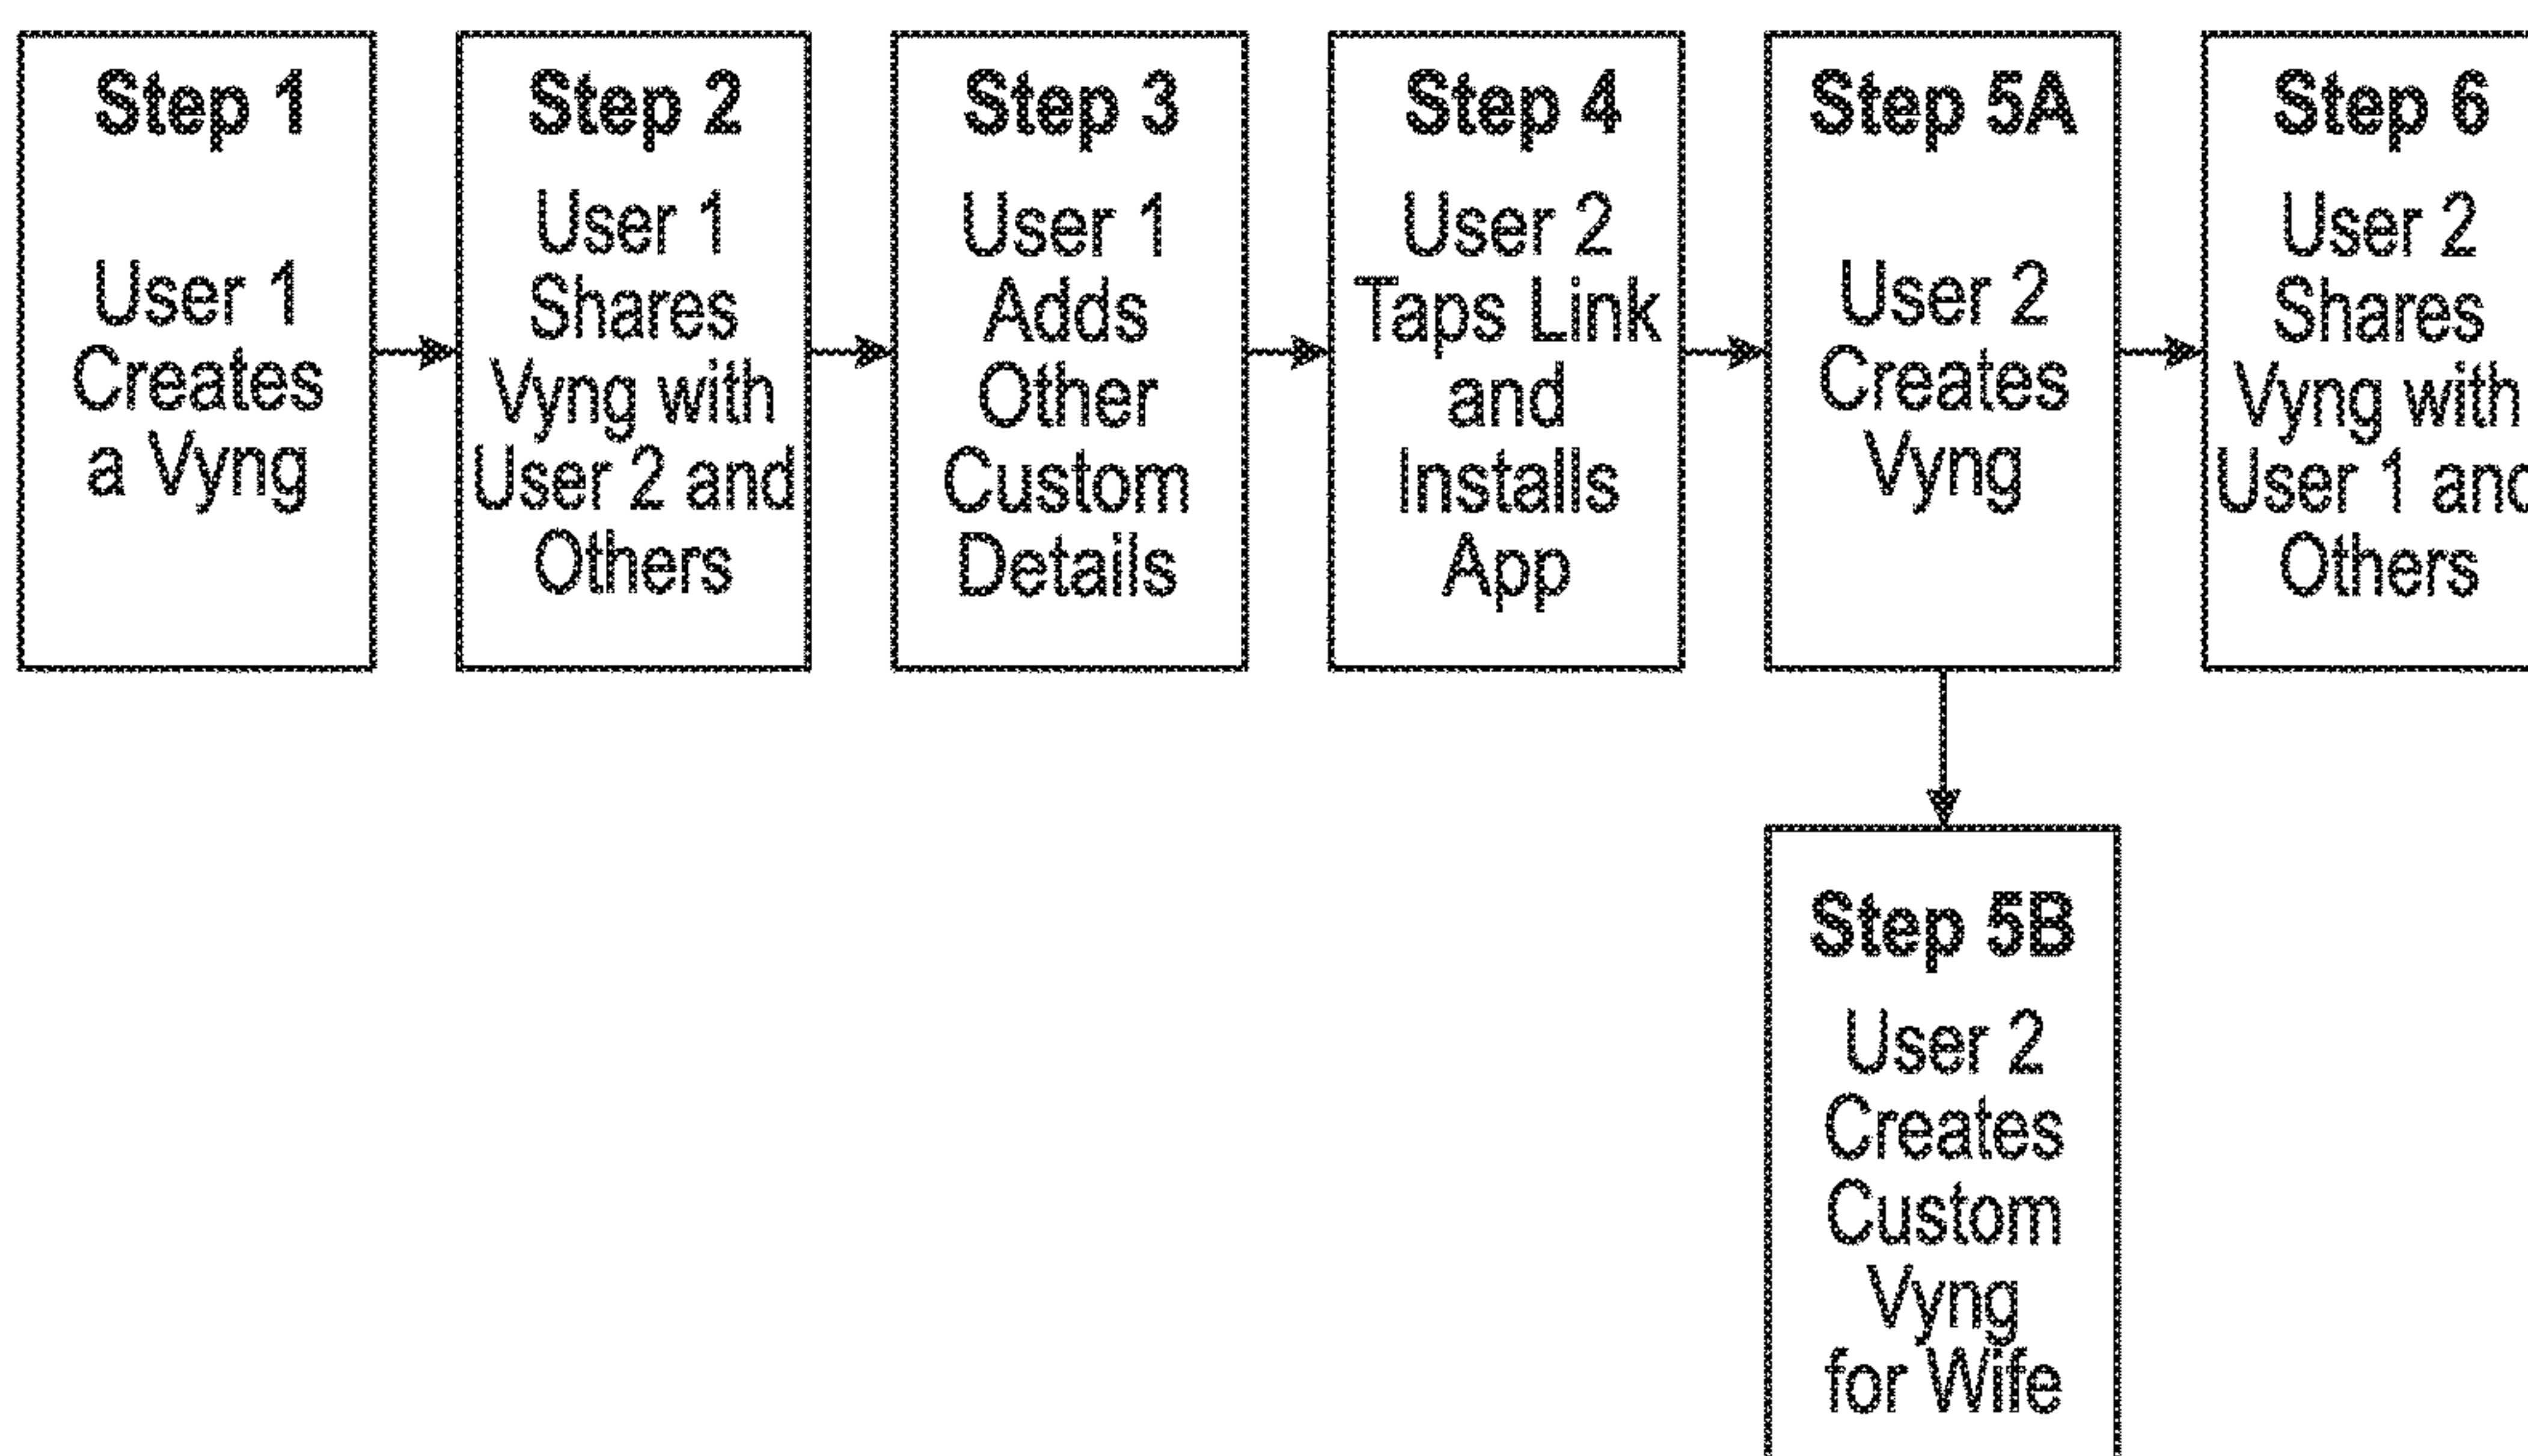 Step 1
User 1
Creates
a Vyng
Step 2
User 1
Shares
Vyng with
User 2 and
Others
Step 3
User 1
Adds
Other
Custom
Details
Step 4
User 2
Taps Link
and
Installs
App
Step 5A
User 2
Creates
Vyng
Step 6
User 2
Shares
Vyng with
User 1 and
Others
Step 5B
User 2
Creates
Custom
Vyng
for Wife